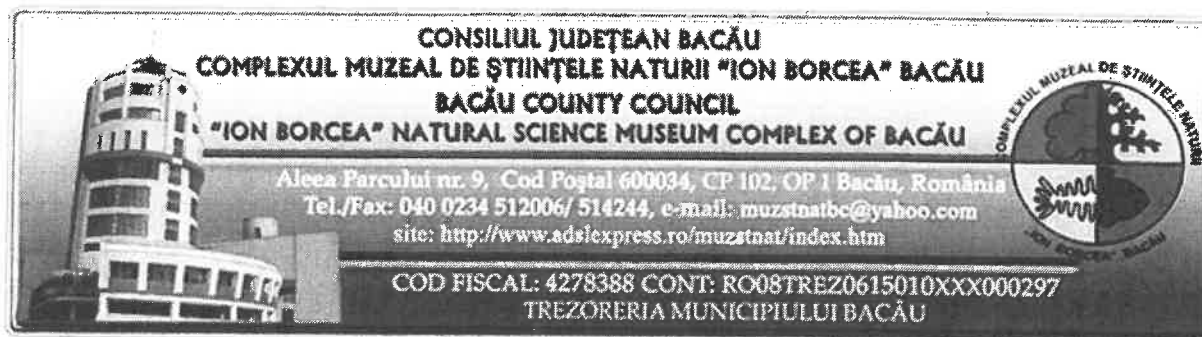 CONSILIUL JUDEȚEAN BACĂU
COMPLEXUL MUZEAL DE ȘTIINȚELE NATURII "ION BORCEA" BACĂU
BACĂU COUNTY COUNCIL
"ION BORCEA" NATURAL SCIENCE MUSEUM COMPLEX OF BACĂU
Aleea Parcului nr. 9, Cod Poștal 600034, CP 102, OP 1 Bacău, România
Tel./Fax: 040 0234 512006/ 514244, e-mail: muzstnatbc@yahoo.com
site: http://www.adslexpress.ro/muzstnat/index.htm
COD FISCAL: 4278388 CONT: RO08TREZ0615010XXX000297
TREZORERIA MUNICIPIULUI BACĂU
COMPLEXUL MUZEAL DE ȘTIINȚELE NATURII
"ION BORCEA" BACĂU